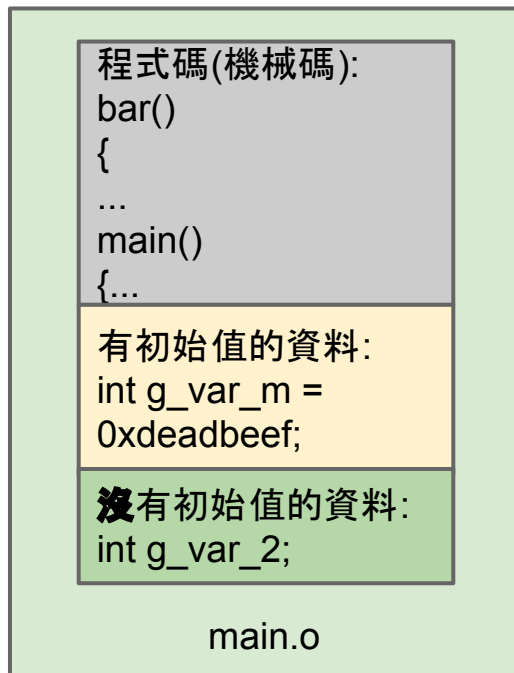 程式碼(機械碼):
bar()
{
...
main()
{...
有初始值的資料:
int g_var_m =
0xdeadbeef;
沒有初始值的資料:
int g_var_2;
main.o